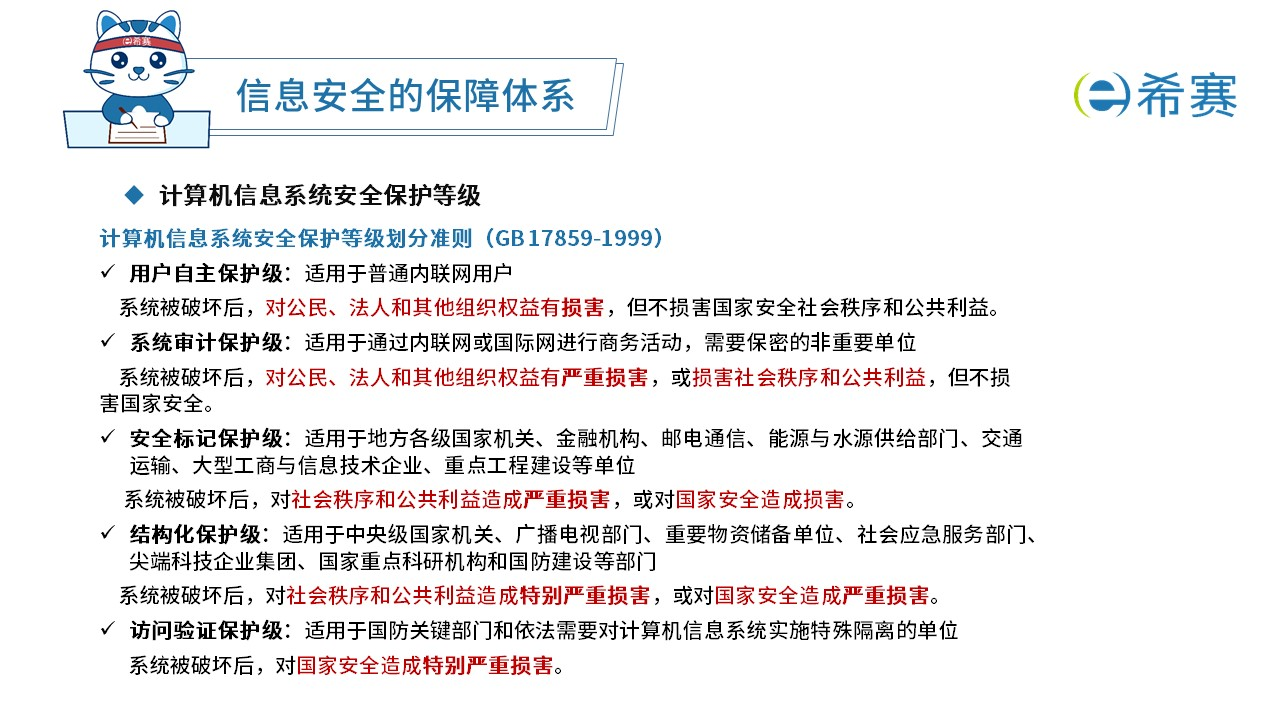 希赛
信息安全的保障体系
希赛
计算机信息系统安全保护等级
计算机信息系统安全保护等级划分准则（GB 17859-1999）
用户自主保护级：适用于普通内联网用户
系统被破坏后，对公民、法人和其他组织权益有损害，但不损害国家安全社会秩序和公共利益。
系统审计保护级：适用于通过内联网或国际网进行商务活动，需要保密的非重要单位
系统被破坏后，对公民、法人和其他组织权益有严重损害，或损害社会秩序和公共利益，但不损
害国家安全。
安全标记保护级：适用于地方各级国家机关、金融机构、邮电通信、能源与水源供给部门、交通
运输、大型工商与信息技术企业、重点工程建设等单位
系统被破坏后，对社会秩序和公共利益造成严重损害，或对国家安全造成损害。
结构化保护级：适用于中央级国家机关、广播电视部门、重要物资储备单位、社会应急服务部门、
尖端科技企业集团、国家重点科研机构和国防建设等部门
系统被破坏后，对社会秩序和公共利益造成特别严重损害，或对国家安全造成严重损害。
访问验证保护级：适用于国防关键部门和依法需要对计算机信息系统实施特殊隔离的单位
系统被破坏后，对国家安全造成特别严重损害。